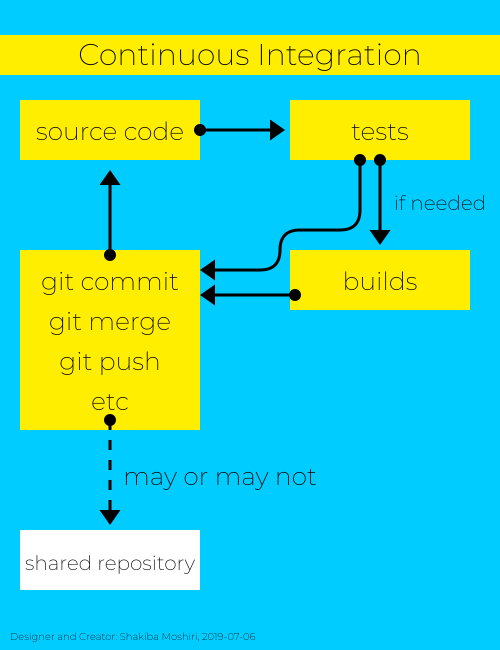 Continuous Integration
source code
tests
if needed
git commit
git merge
git push
etc
builds
may or may not
shared repository
Designer and Creator: Shakiba Moshiri, 2019-07-06